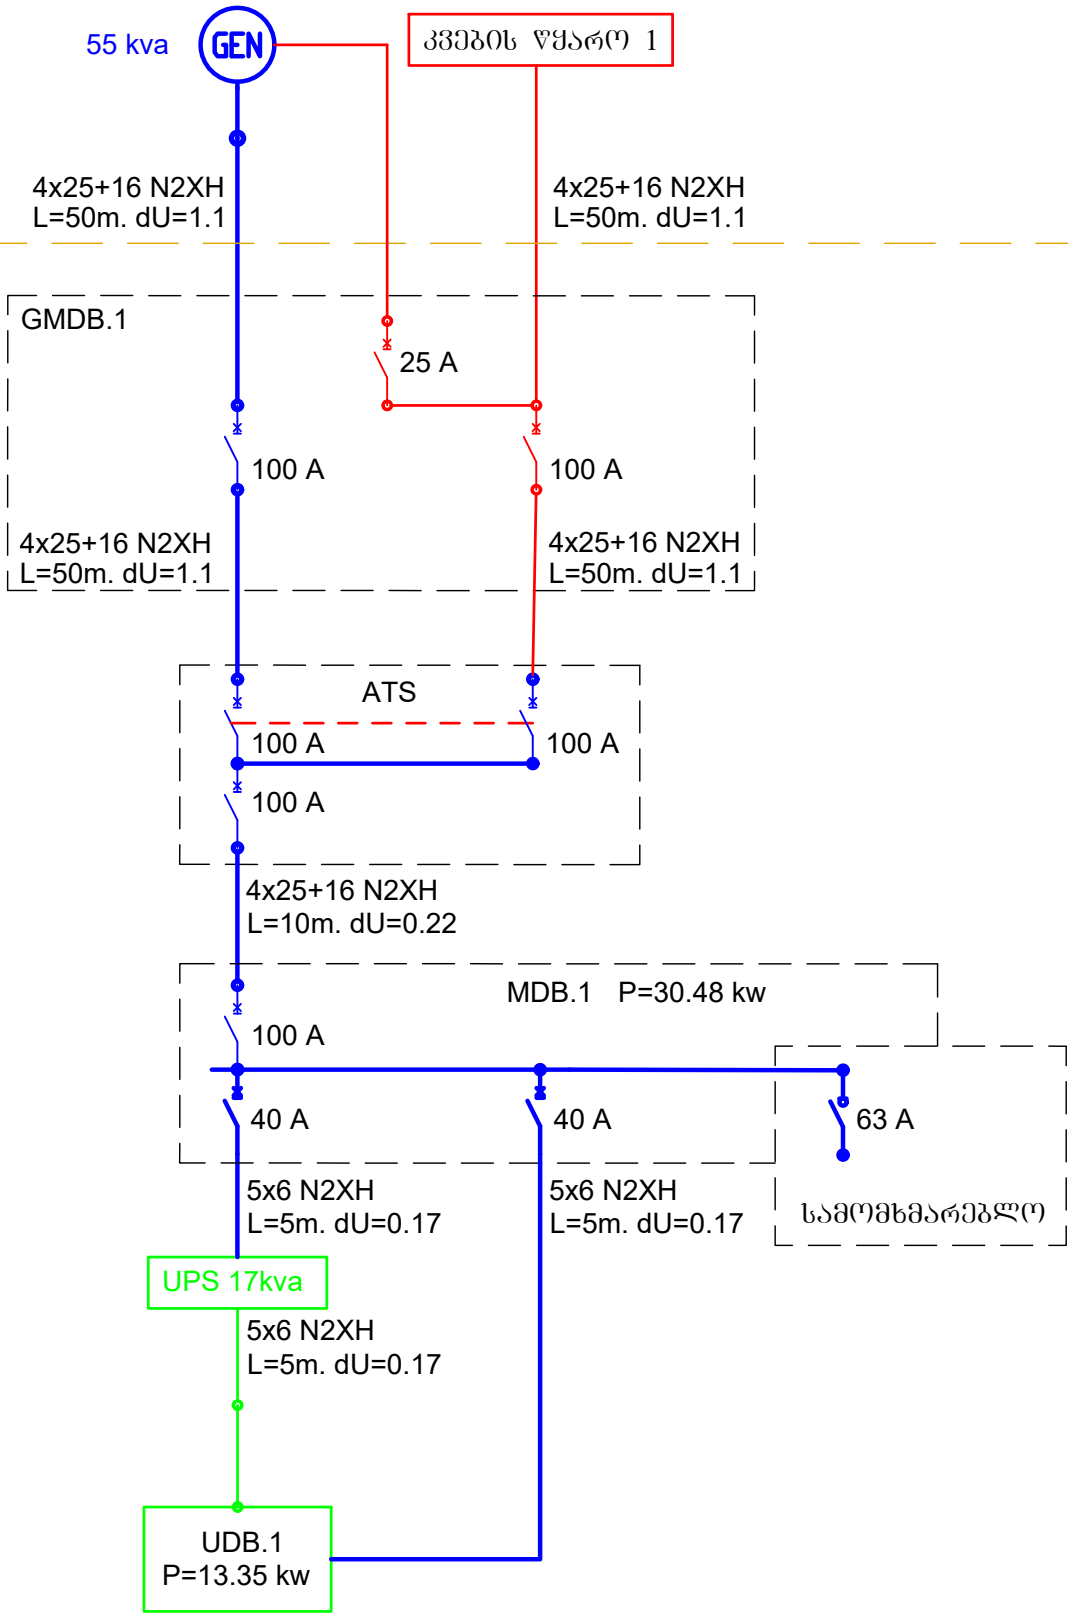 55 kva
GEN
კვების წყარო 1
4x25+16 N2XH
L=50m. dU=1.1
4x25+16 N2XH
L=50m. dU=1.1
GMDB.1
25 A
100 A
100 A
4x25+16 N2XH
L=50m. dU=1.1
4x25+16 N2XH
L=50m. dU=1.1
ATS
100 A
100 A
100 A
4x25+16 N2XH
L=10m. dU=0.22
MDB.1 P=30.48 kw
100 A
40 A
40 A
63 A
5x6 N2XH
L=5m. dU=0.17
5x6 N2XH
L=5m. dU=0.17
სამომხმარებლო
UPS 17kva
5x6 N2XH
L=5m. dU=0.17
UDB.1
P=13.35 kw